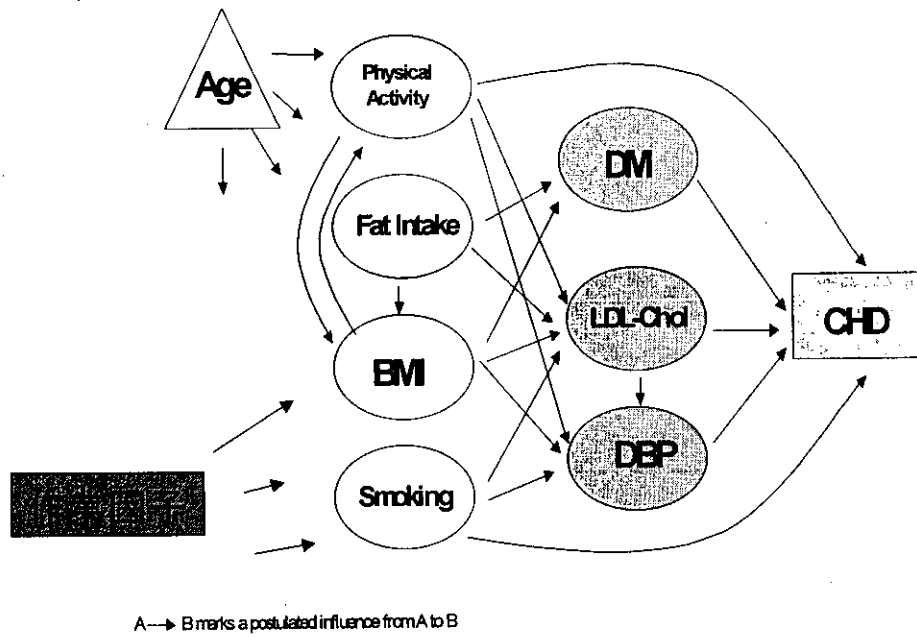 Age
Physical
Activity
DM
Fat Intake
LDL-Chol
CHD
BMI
DBP
Smoking
A → B marks a postulated influence from A to B